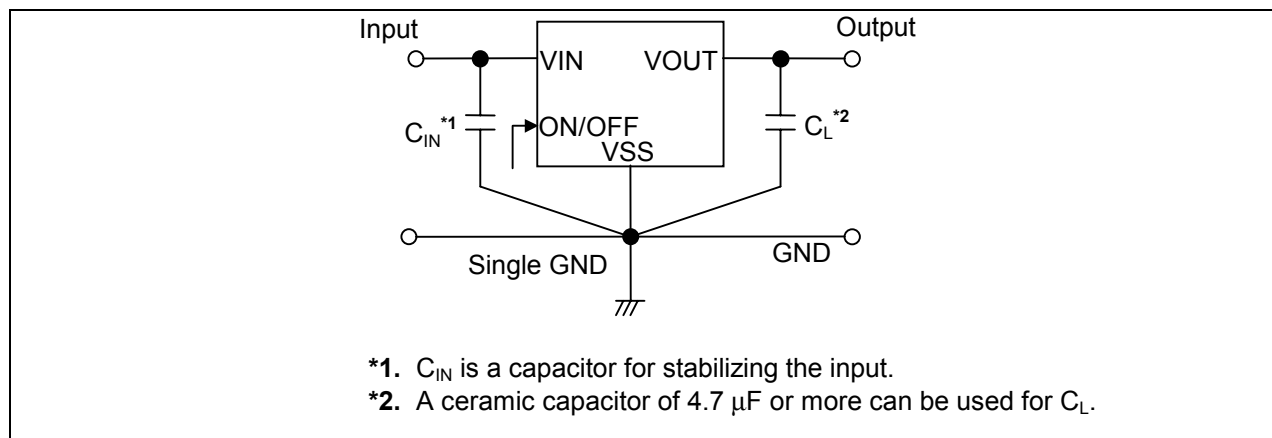 Input
Output
VIN
VOUT
C_IN*1
ON/OFF
C_L*2
VSS
Single GND
GND
*1. C_IN is a capacitor for stabilizing the input.
*2. A ceramic capacitor of 4.7 μF or more can be used for C_L.